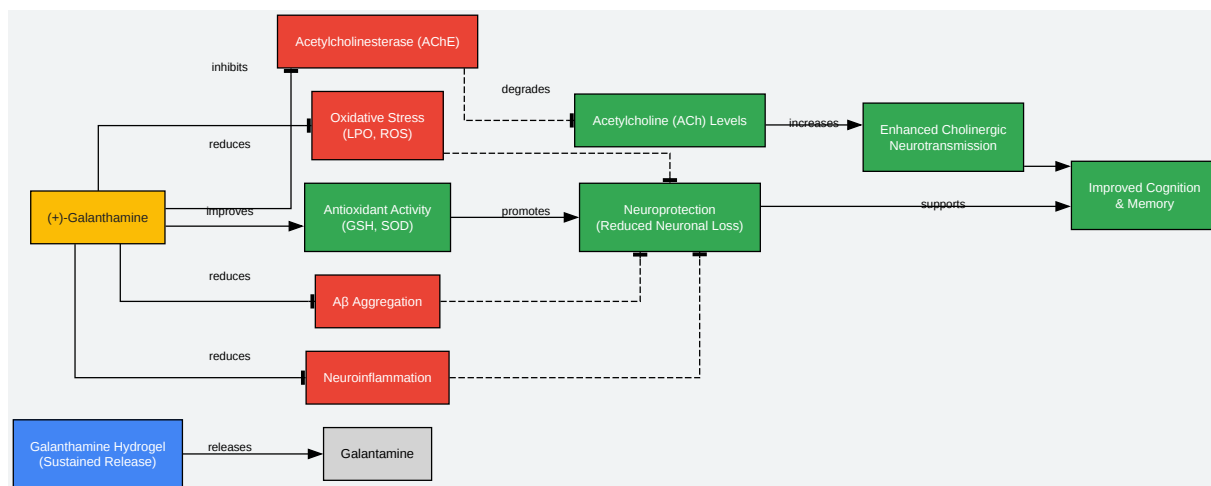 Acetylcholinesterase (AChE)
inhibits
degrades
Oxidative Stress
(LPO, ROS)
Acetylcholine (ACh) Levels
increases
Enhanced Cholinergic
Neurotransmission
reduces
Improved Cognition
& Memory
(+)-Galanthamine
improves
Antioxidant Activity
(GSH, SOD)
promotes
Neuroprotection
(Reduced Neuronal Loss)
supports
reduces
Aβ Aggregation
reduces
Neuroinflammation
Galanthamine Hydrogel
(Sustained Release)
releases
Galantamine